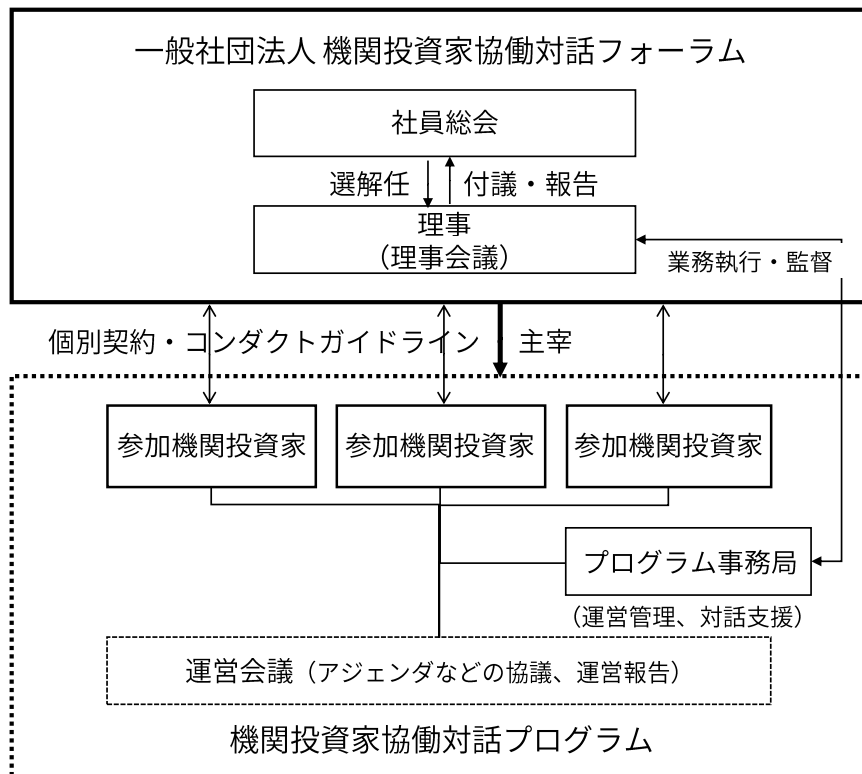 一般社団法人 機関投資家協働対話フォーラム
社員総会
選解任 付議・報告
理事
（理事会議）
業務執行・監督
個別契約・コンダクトガイドライン 主宰
参加機関投資家 参加機関投資家 参加機関投資家
プログラム事務局
（運営管理、対話支援）
運営会議（アジェンダなどの協議、運営報告）
機関投資家協働対話プログラム